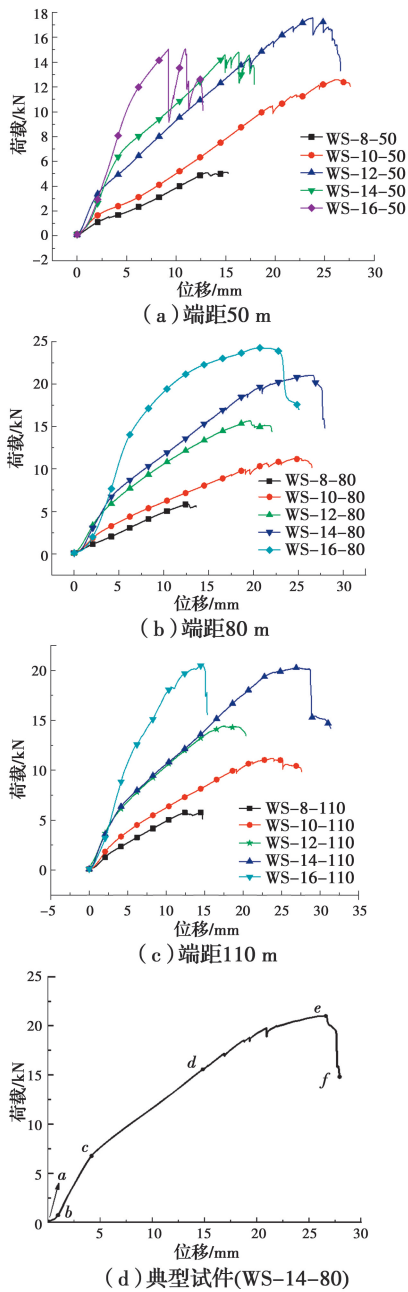 18
16
14
12
10
8
6
4
2
0
-2
荷载/kN
0 5 10 15 20 25 30
位移/mm
WS-8-50
WS-10-50
WS-12-50
WS-14-50
WS-16-50
(a)端距50 m
25
20
15
10
5
0
荷载/kN
0 5 10 15 20 25 30
位移/mm
WS-8-80
WS-10-80
WS-12-80
WS-14-80
WS-16-80
(b)端距80 m
20
15
10
5
0
荷载/kN
-5 0 5 10 15 20 25 30 35
位移/mm
WS-8-110
WS-10-110
WS-12-110
WS-14-110
WS-16-110
(c)端距110 m
25
20
15
10
5
0
荷载/kN
a
b
c
d
e
f
5 10 15 20 25 30
位移/mm
(d)典型试件(WS-14-80)